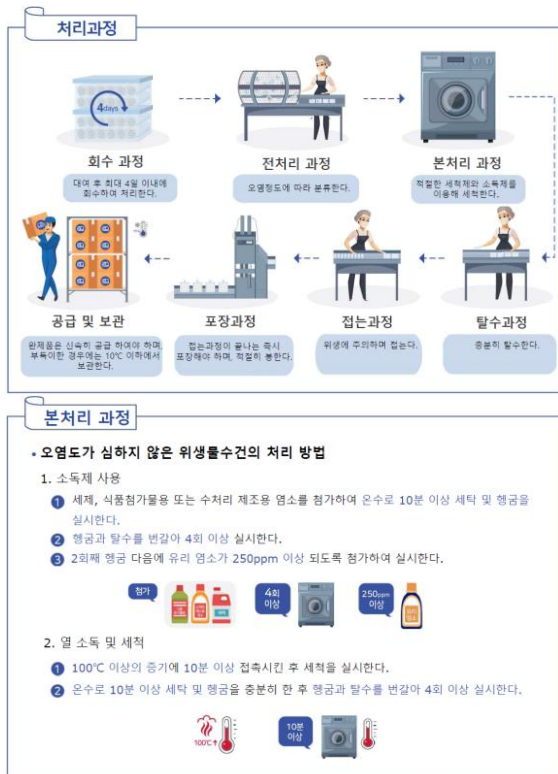 처리과정
4days
회수 과정
대여 후 최대 4일 이내에
회수하여 처리한다.
전처리 과정
오염정도에 따라 분류한다.
본처리 과정
적절한 세척제와 소독제를
이용해 세척한다.
공급 및 보관
완제품은 신속히 공급 하여야 하며,
부득이한 경우에는 10℃ 이하에서
보관한다.
포장과정
접는과정이 끝나는 즉시
포장해야 하며, 적절히 봉한다.
접는과정
위생에 주의하며 접는다.
탈수과정
충분히 탈수한다.
본처리 과정
• 오염도가 심하지 않은 위생물수건의 처리 방법
1. 소독제 사용
1 세제, 식품첨가물용 또는 수처리 제조용 염소를 첨가하여 온수로 10분 이상 세탁 및 헹굼을
실시한다.
2 헹굼과 탈수를 번갈아 4회 이상 실시한다.
3 2회째 헹굼 다음에 유리 염소가 250ppm 이상 되도록 첨가하여 실시한다.
첨가
4회
이상
250ppm
이상
2. 열 소독 및 세척
1 100℃ 이상의 증기에 10분 이상 접촉시킨 후 세척을 실시한다.
2 온수로 10분 이상 세탁 및 헹굼을 충분히 한 후 헹굼과 탈수를 번갈아 4회 이상 실시한다.
100℃↑
10분
이상